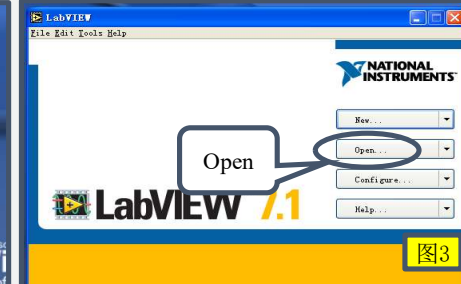 LabVIEW
File Edit Tools Help
NATIONAL
INSTRUMENTS
New...
Open...
Open
Configure...
LabVIEW 7.1
Help...
图3